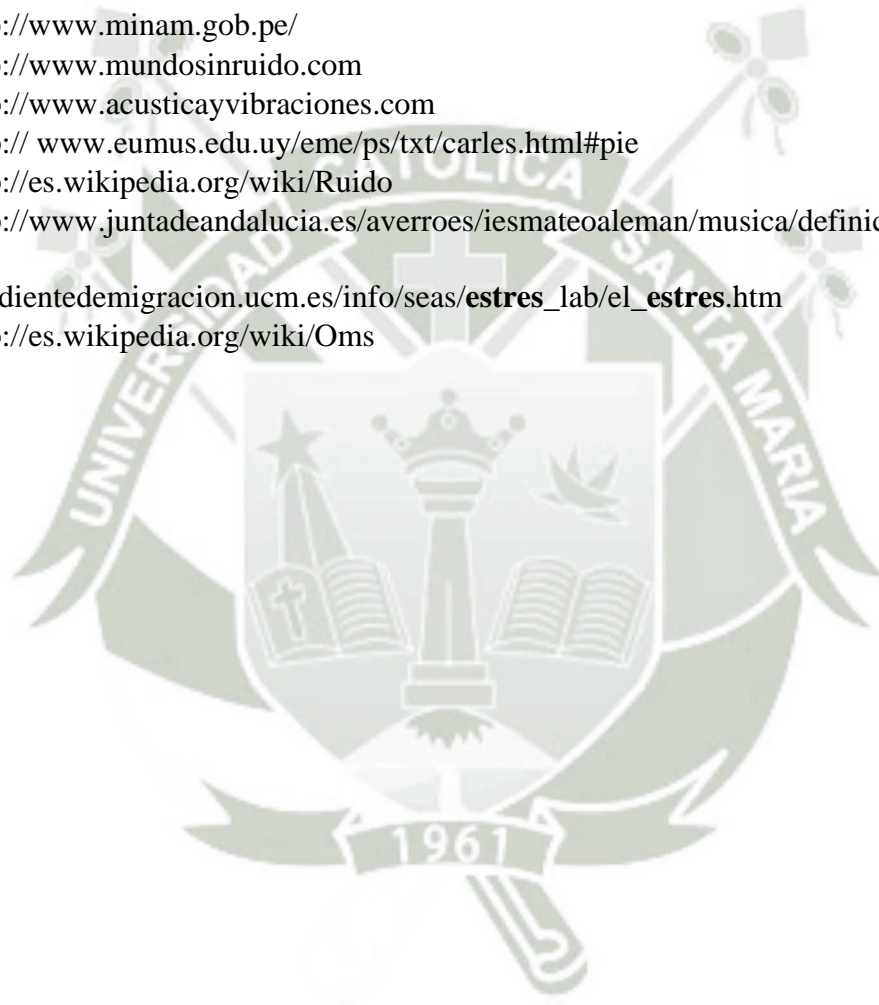 ://www.minam.gob.pe/
://www.mundosinruido.com
://www.acusticayvibraciones.com
:// www.eumus.edu.uy/eme/ps/txt/carles.html#pie
://es.wikipedia.org/wiki/Ruido
://www.juntadeandalucia.es/averroes/iesmateoaleman/musica/definic
dientedemigracion.ucm.es/info/seas/estres_lab/el_estres.htm
://es.wikipedia.org/wiki/Oms
UNIVERSIDAD CATOLICA SANTA MARIA
1961